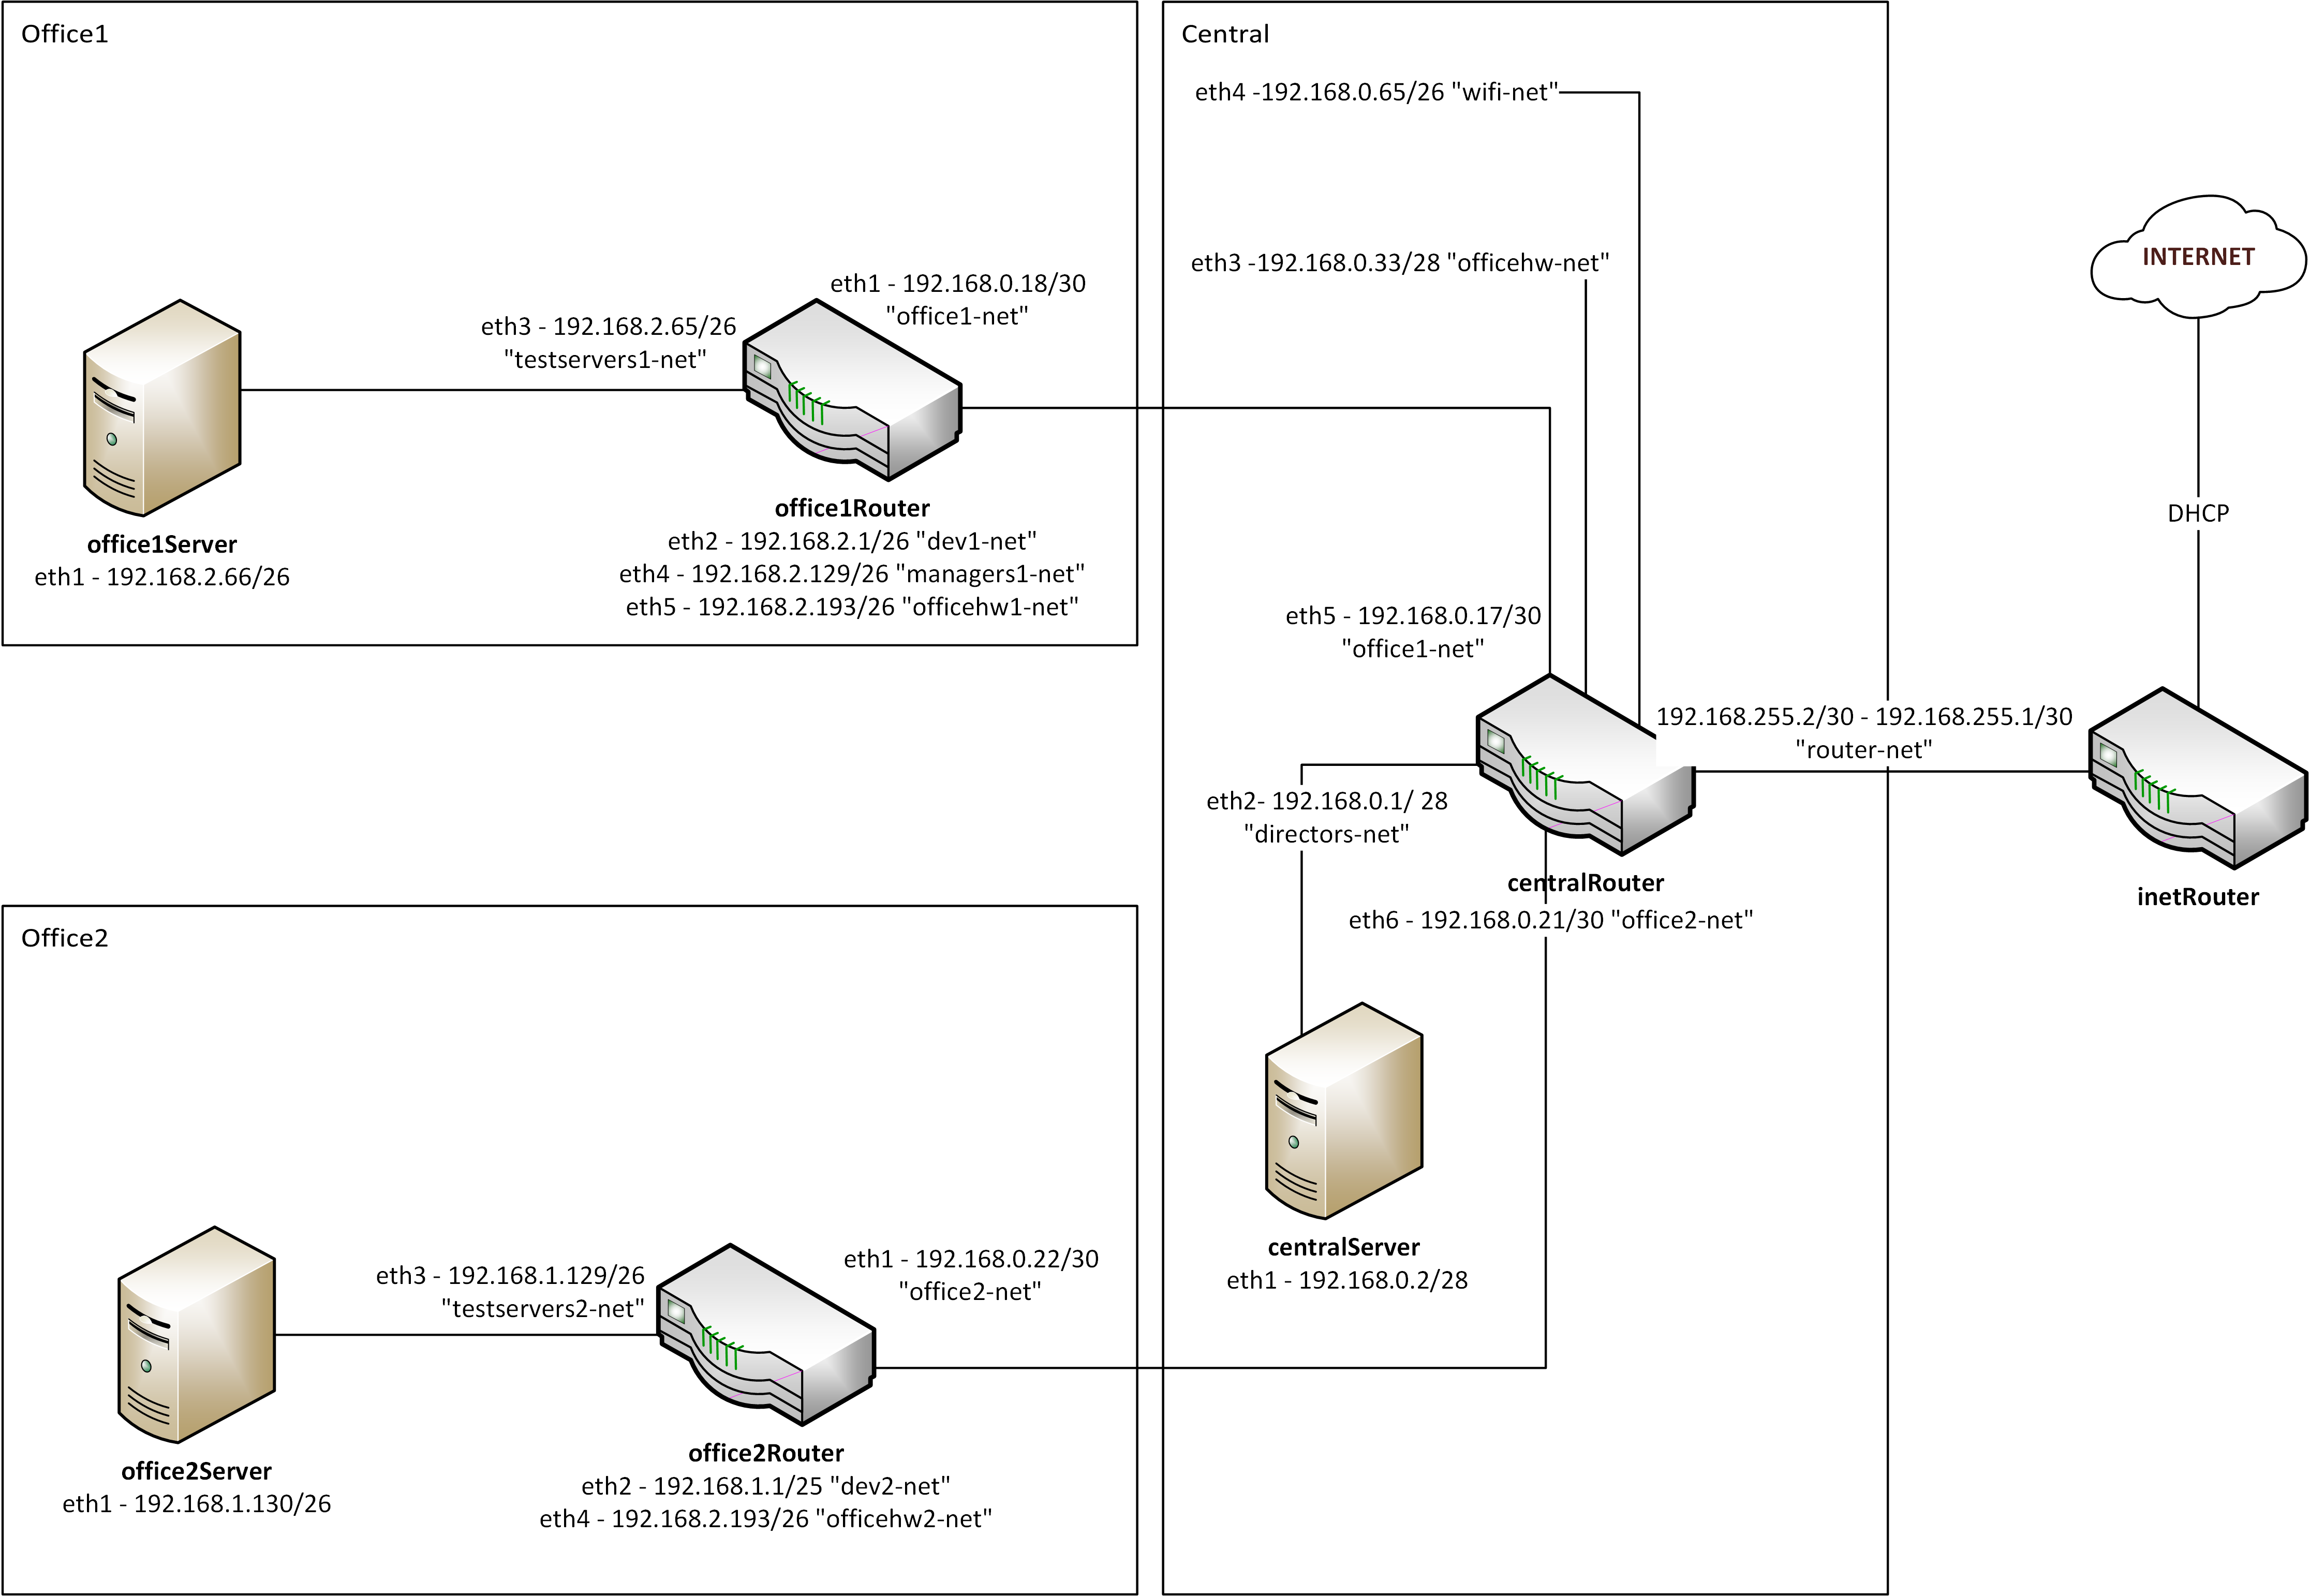 Office1
eth1 - 192.168.0.18/30
"office1-net"
eth3 - 192.168.2.65/26
"testservers1-net"
office1Router
eth2 - 192.168.2.1/26 "dev1-net"
eth4 - 192.168.2.129/26 "managers1-net"
eth5 - 192.168.2.193/26 "officehw1-net"
office1Server
eth1 - 192.168.2.66/26
Central
eth4 -192.168.0.65/26 "wifi-net"
eth3 -192.168.0.33/28 "officehw-net"
eth5 - 192.168.0.17/30
"office1-net"
192.168.255.2/30 - 192.168.255.1/30
"router-net"
eth2- 192.168.0.1/ 28
"directors-net"
centralRouter
eth6 - 192.168.0.21/30 "office2-net"
centralServer
eth1 - 192.168.0.2/28
INTERNET
DHCP
inetRouter
Office2
eth1 - 192.168.0.22/30
"office2-net"
eth3 - 192.168.1.129/26
"testservers2-net"
office2Router
eth2 - 192.168.1.1/25 "dev2-net"
eth4 - 192.168.2.193/26 "officehw2-net"
office2Server
eth1 - 192.168.1.130/26